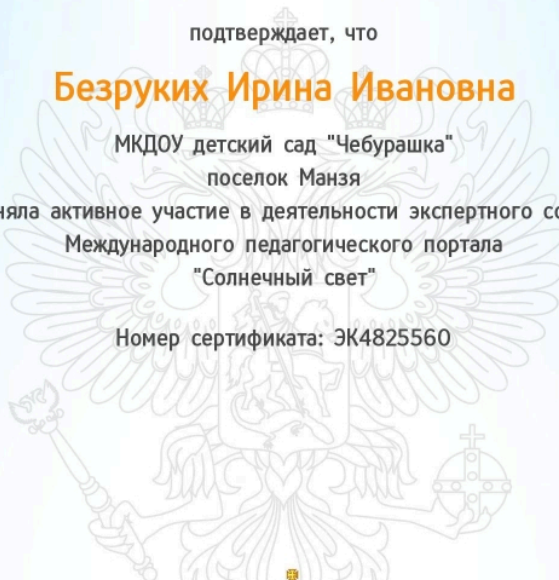 подтверждает, что
Безруких Ирина Ивановна
МКДОУ детский сад "Чебурашка"
поселок Манзя
няла активное участие в деятельности экспертного со
Международного педагогического портала
"Солнечный свет"
Номер сертификата: ЭК4825560